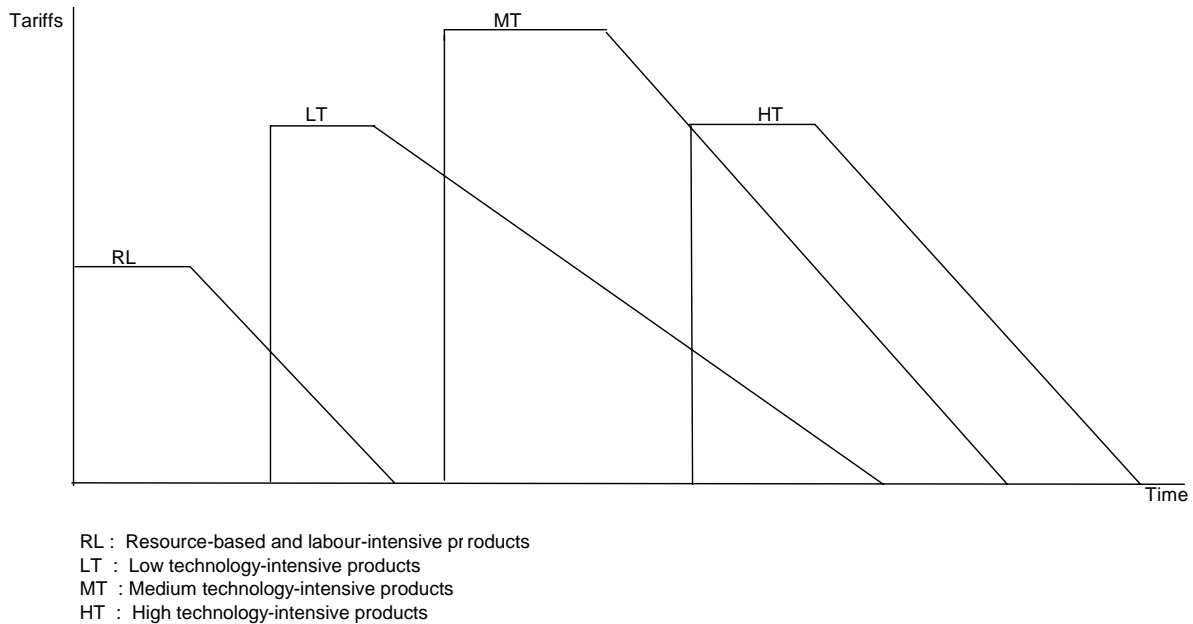 Tariffs
MT
LT
HT
RL
Time
RL : Resource-based and labour-intensive pr roducts
LT : Low technology-intensive products
MT : Medium technology-intensive products
HT : High technology-intensive products